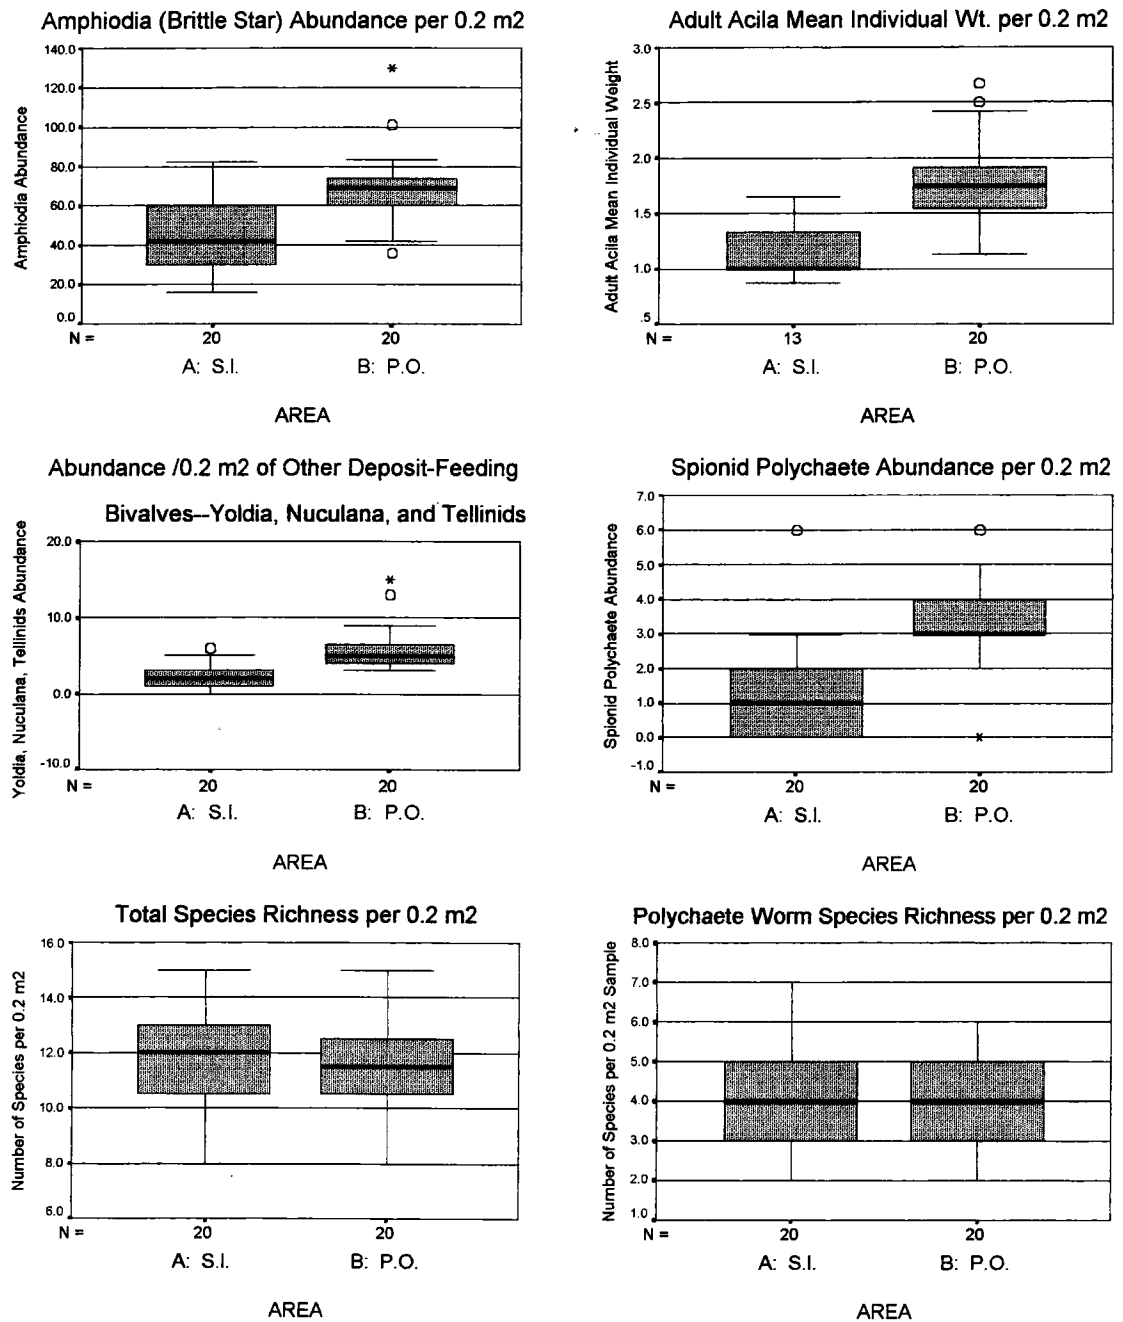 Amphiodia (Brittle Star) Abundance per 0.2 m2
Amphiodia Abundance
140.0
120.0
100.0
80.0
60.0
40.0
20.0
0.0
N = 20 20
A: S.I. B: P.O.
AREA
Adult Acila Mean Individual Wt. per 0.2 m2
Adult Acila Mean Individual Weight
3.0
2.5
2.0
1.5
1.0
.5
N = 13 20
A: S.I. B: P.O.
AREA
Abundance /0.2 m2 of Other Deposit-Feeding
Bivalves--Yoldia, Nuculana, and Tellinids
Yoldia, Nuculana, Tellinids Abundance
20.0
10.0
0.0
-10.0
N = 20 20
A: S.I. B: P.O.
AREA
Spionid Polychaete Abundance per 0.2 m2
Spionid Polychaete Abundance
7.0
6.0
5.0
4.0
3.0
2.0
1.0
0.0
-1.0
N = 20 20
A: S.I. B: P.O.
AREA
Total Species Richness per 0.2 m2
Number of Species per 0.2 m2
16.0
14.0
12.0
10.0
8.0
6.0
N = 20 20
A: S.I. B: P.O.
AREA
Polychaete Worm Species Richness per 0.2 m2
Number of Species per 0.2 m2 Sample
8.0
7.0
6.0
5.0
4.0
3.0
2.0
1.0
N = 20 20
A: S.I. B: P.O.
AREA